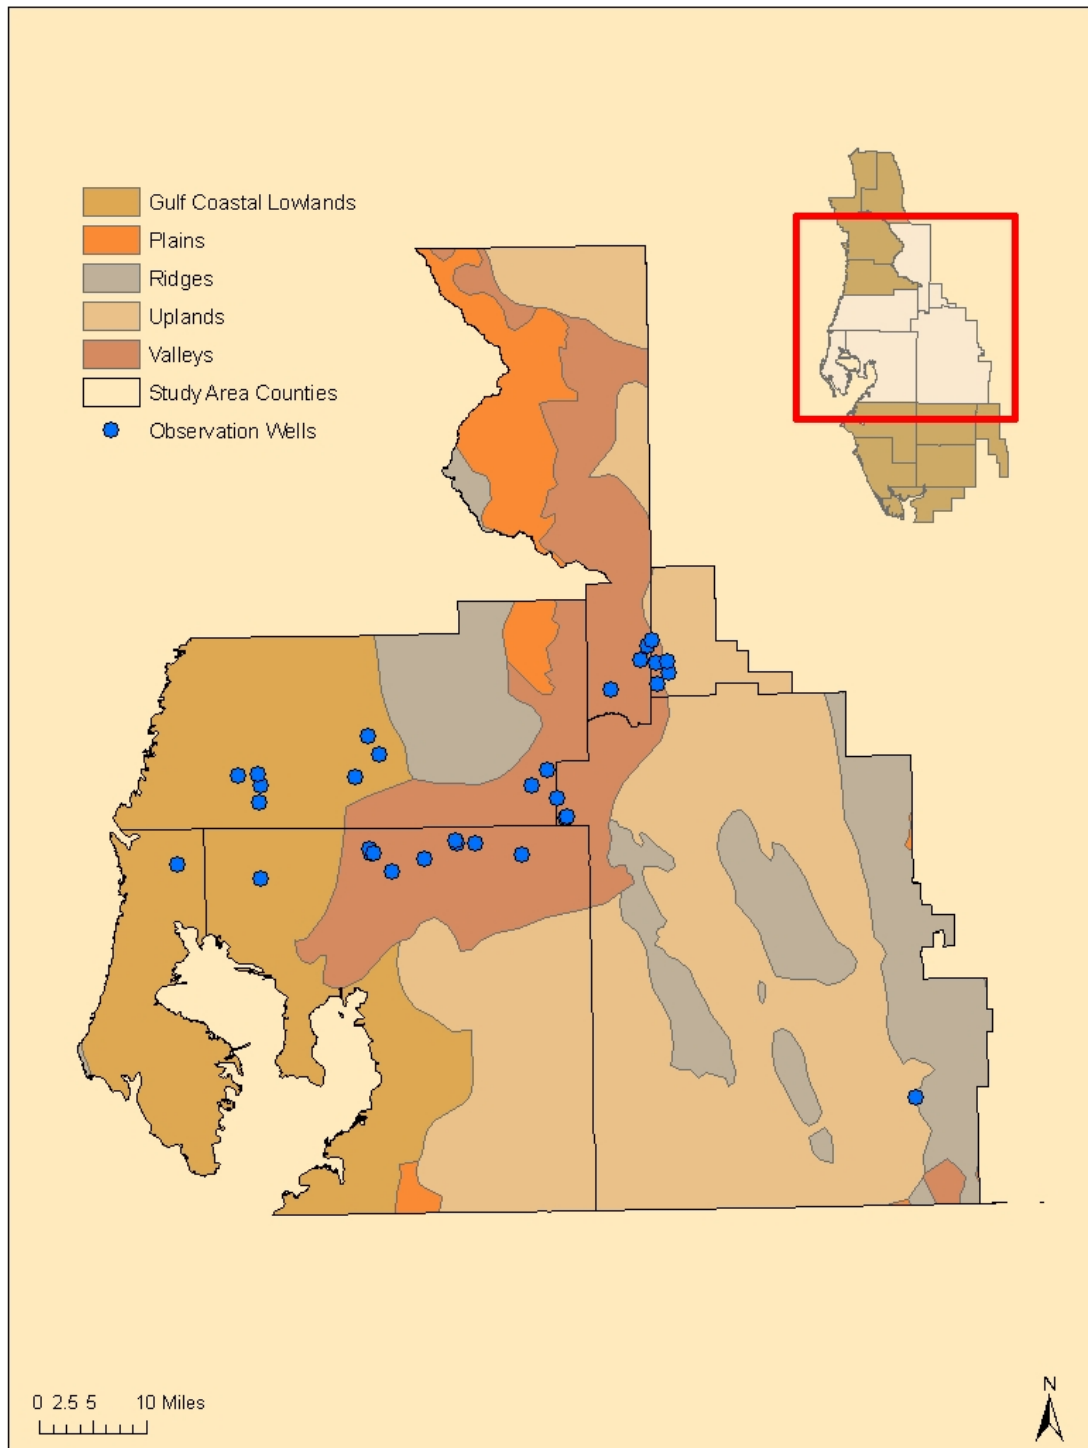 Gulf Coastal Lowlands
Plains
Ridges
Uplands
Valleys
Study Area Counties
Observation Wells
0 2.5 5 10 Miles
N